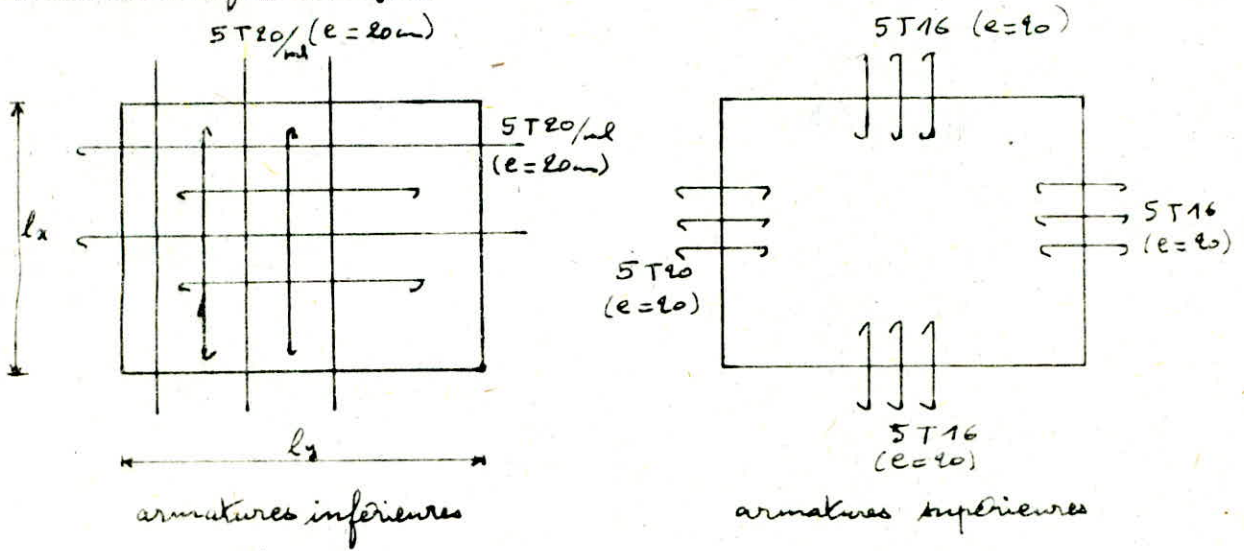 5T20/ml (e=20cm)
5T20/ml
(e=20cm)
lx
ly
armatures inférieures
5T16 (e=20)
5T20
(e=20)
5T16
(e=20)
5T16
(e=20)
armatures supérieures